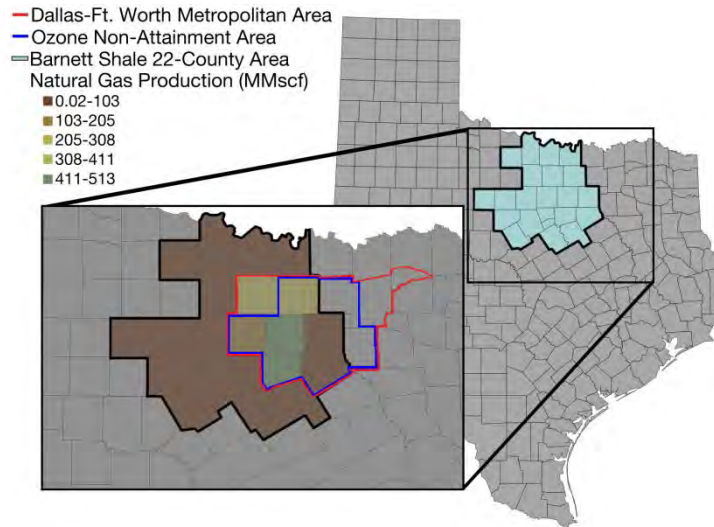 Dallas-Ft. Worth Metropolitan Area
Ozone Non-Attainment Area
Barnett Shale 22-County Area
Natural Gas Production (MMscf)
0.02-103
103-205
205-308
308-411
411-513